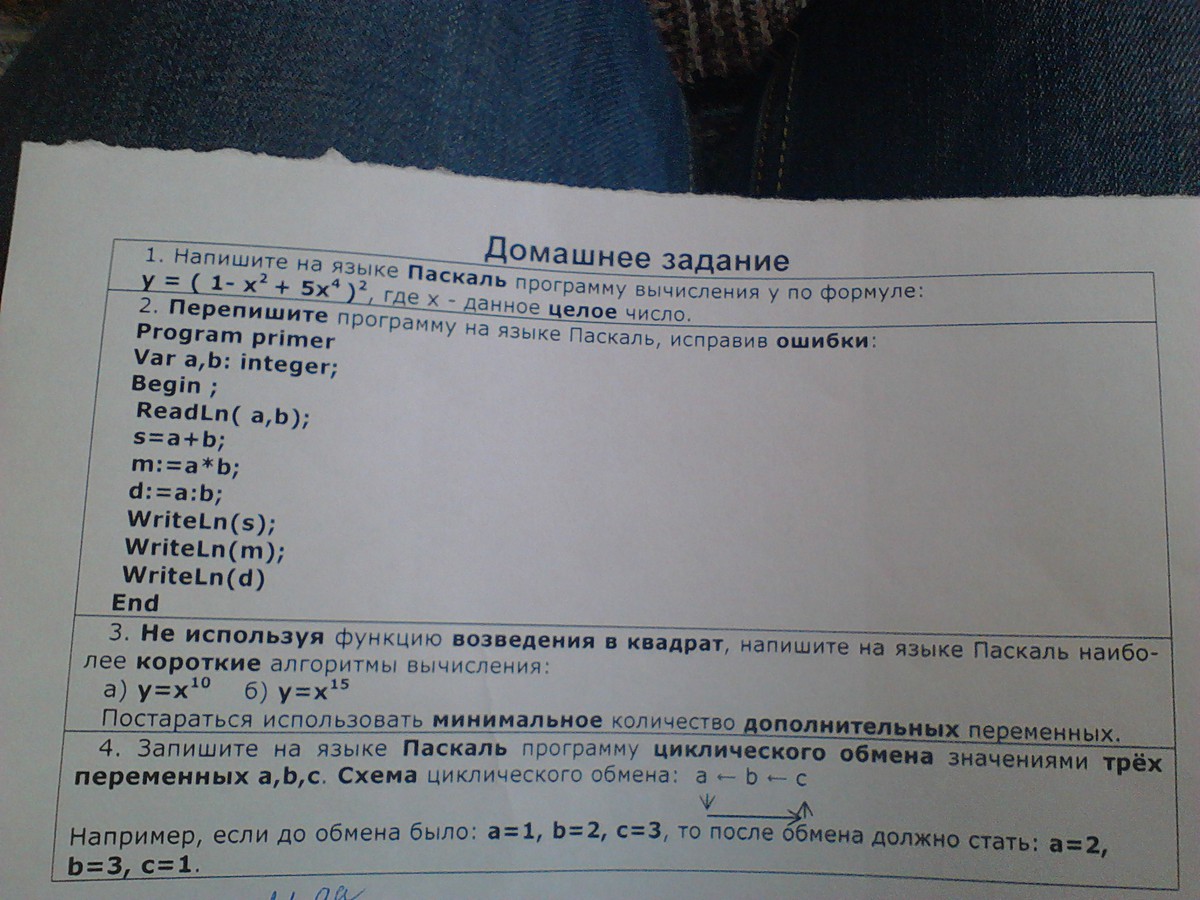 Домашнее задание
1. Напишите на языке Паскаль программу вычисления y по формуле:
y = ( 1- x² + 5x⁴ )², где x - данное целое число.
2. Перепишите программу на языке Паскаль, исправив ошибки:
Program primer
Var a,b: integer;
Begin ;
ReadLn( a,b);
s=a+b;
m:=a*b;
d:=a:b;
WriteLn(s);
WriteLn(m);
WriteLn(d)
End
3. Не используя функцию возведения в квадрат, напишите на языке Паскаль наибо-
лее короткие алгоритмы вычисления:
а) y=x¹⁰ б) y=x¹⁵
Постараться использовать минимальное количество дополнительных переменных.
4. Запишите на языке Паскаль программу циклического обмена значениями трёх
переменных a,b,c. Схема циклического обмена: a ← b ← c
Например, если до обмена было: a=1, b=2, c=3, то после обмена должно стать: a=2,
b=3, c=1.